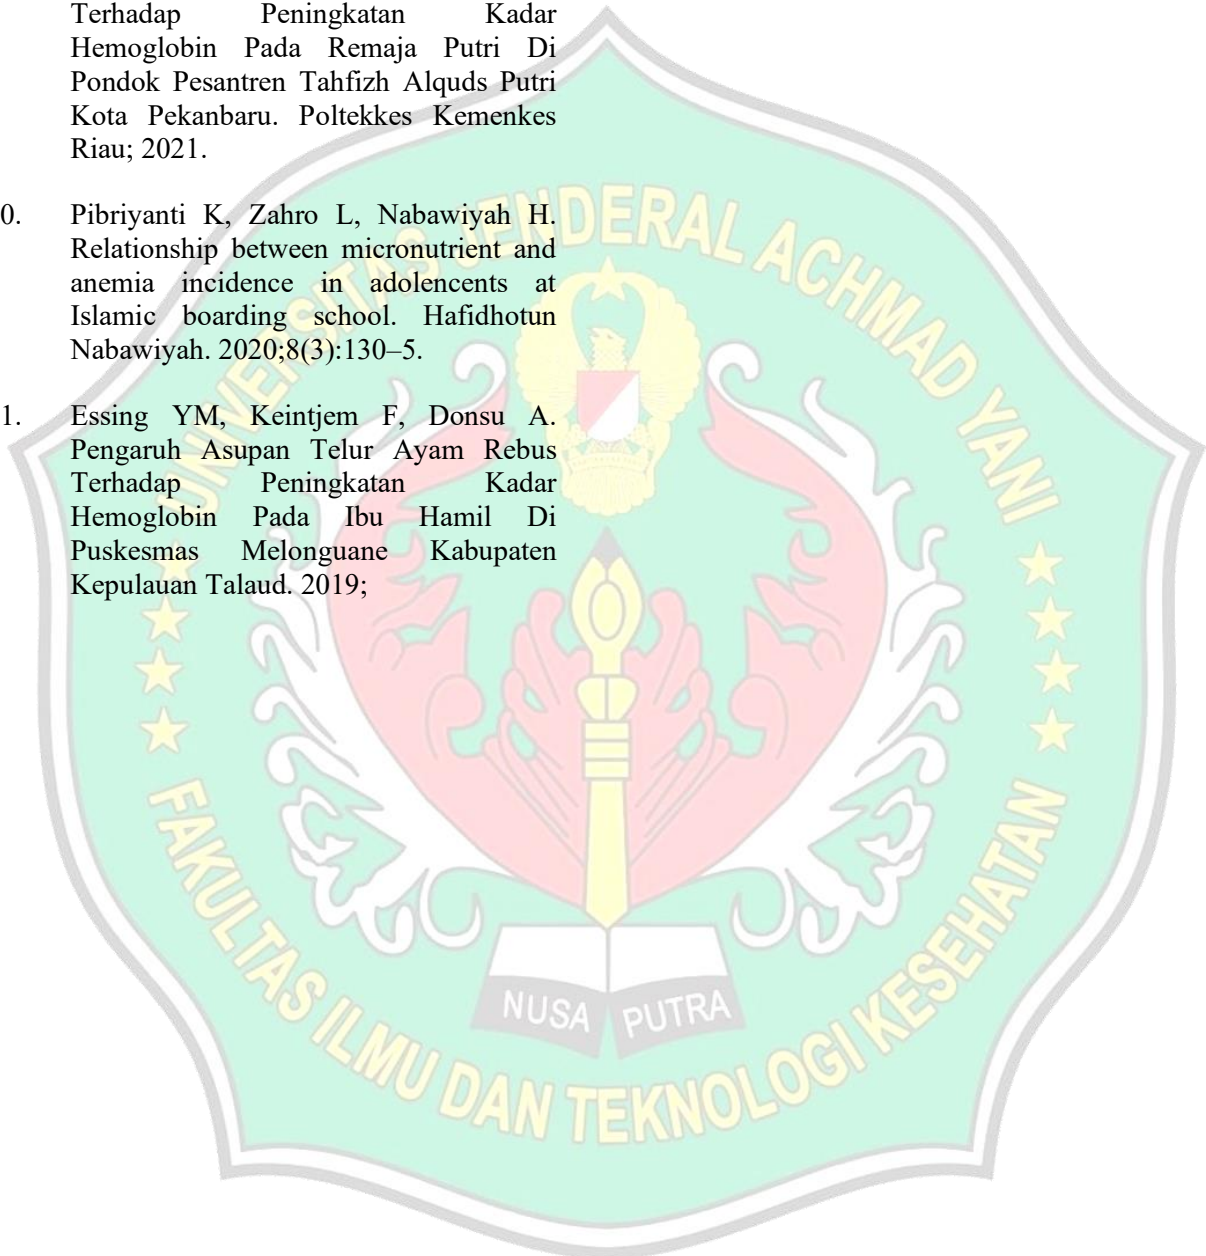 Terhadap Peningkatan Kadar
Hemoglobin Pada Remaja Putri Di
Pondok Pesantren Tahfizh Alquds Putri
Kota Pekanbaru. Poltekkes Kemenkes
Riau; 2021.
0. Pibriyanti K, Zahro L, Nabawiyah H.
Relationship between micronutrient and
anemia incidence in adolencents at
Islamic boarding school. Hafidhotun
Nabawiyah. 2020;8(3):130–5.
1. Essing YM, Keintjem F, Donsu A.
Pengaruh Asupan Telur Ayam Rebus
Terhadap Peningkatan Kadar
Hemoglobin Pada Ibu Hamil Di
Puskesmas Melonguane Kabupaten
Kepulauan Talaud. 2019;
UNIVERSITAS JENDERAL ACHMAD YANI
NUSA PUTRA
FAKULTAS ILMU DAN TEKNOLOGI KESEHATAN